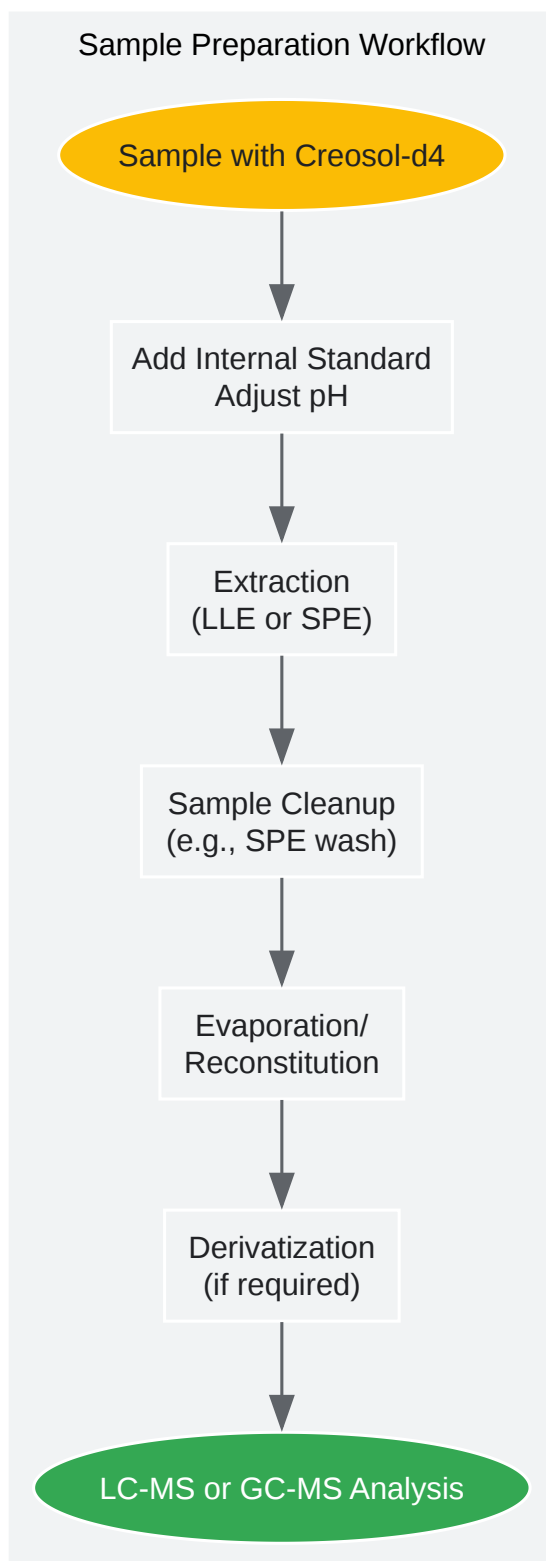 Sample Preparation Workflow
Sample with Creosol-d4
Add Internal Standard
Adjust pH
Extraction
(LLE or SPE)
Sample Cleanup
(e.g., SPE wash)
Evaporation/
Reconstitution
Derivatization
(if required)
LC-MS or GC-MS Analysis